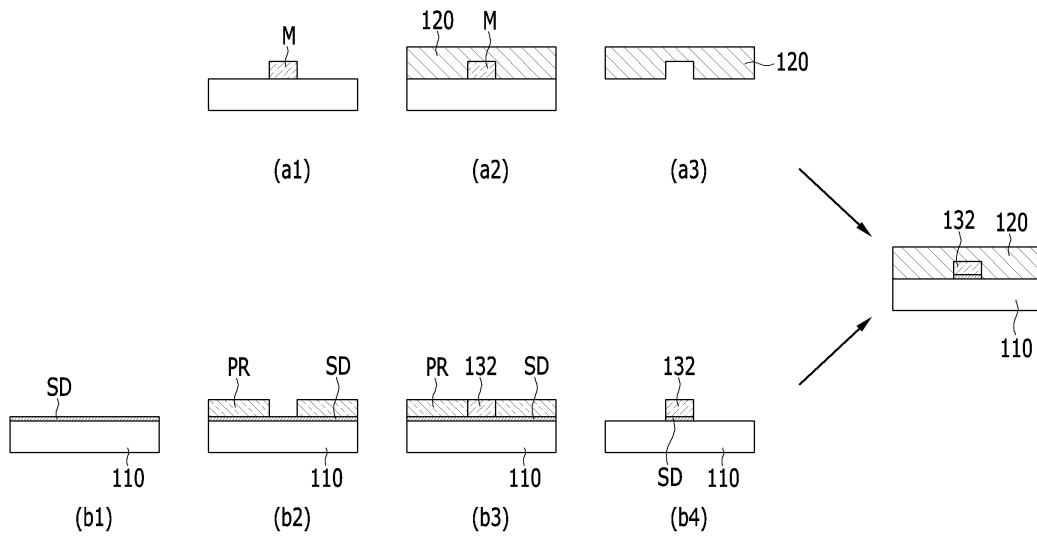 M
120 M
120
(a1) (a2) (a3)
132 120
110
SD
PR SD
PR 132 SD
132
110 110 110 SD 110
(b1) (b2) (b3) (b4)